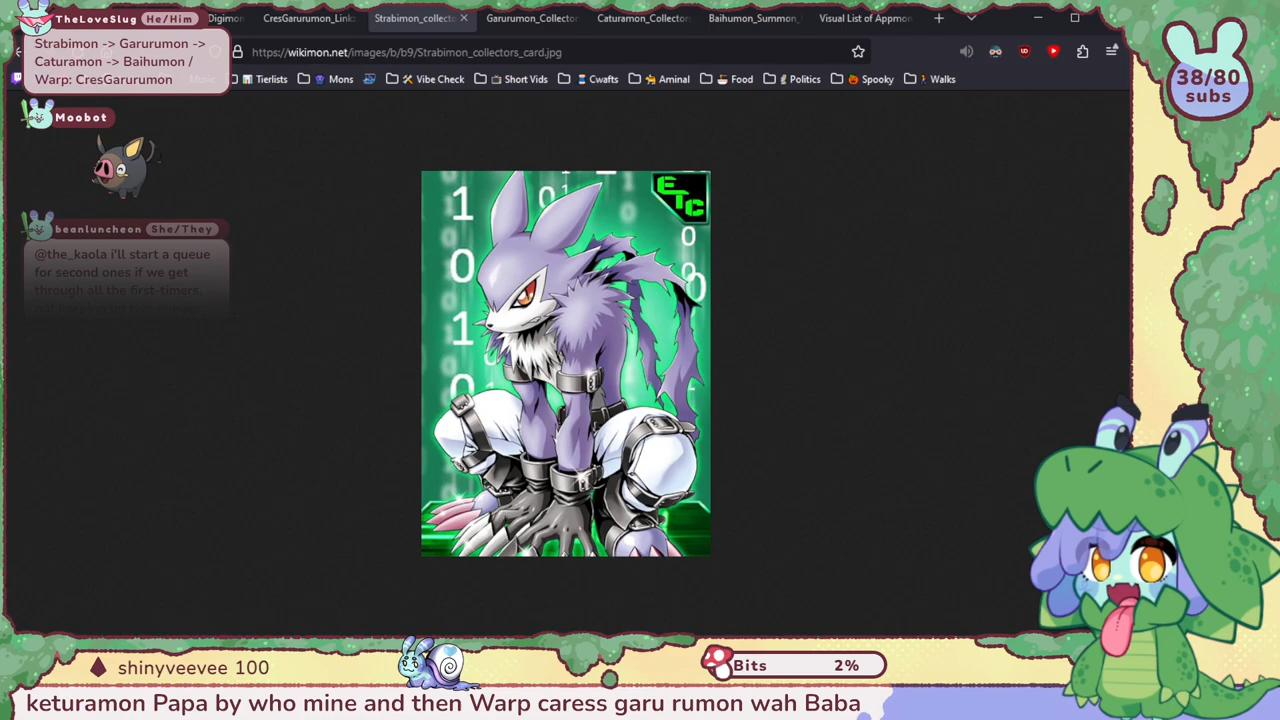 TheLoveSlug He/Him
Strabimon -> Garurumon ->
Caturamon -> Baihumon /
Warp: CresGarurumon
Digimon
CresGarurumon_Link
Strabimon_collecto
Garurumon_Collector
Caturamon_Collector
Baihumon_Summon_
Visual List of Appmon
https://wikimon.net/images/b/b9/Strabimon_collectors_card.jpg
Music
Tierlists
Mons
Vibe Check
Short Vids
Cwafts
Aminal
Food
Politics
Spooky
Walks
38/80
subs
Moobot
beanluncheon She/They
@the_kaola i'll start a queue
for second ones if we get
through all the first-timers,
ETC
1
0
1
0
shinyveevee 100
Bits 2%
keturamon Papa by who mine and then Warp caress garu rumon wah Baba